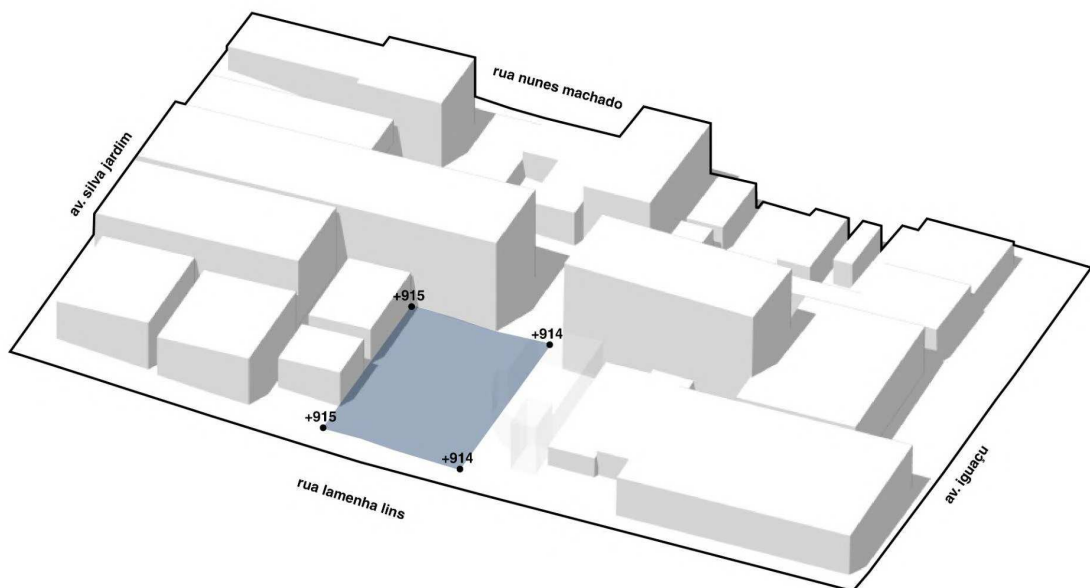 rua nunes machado
av. silva jardim
+915
+914
+915
+914
rua lamenha lins
av. iguaçu